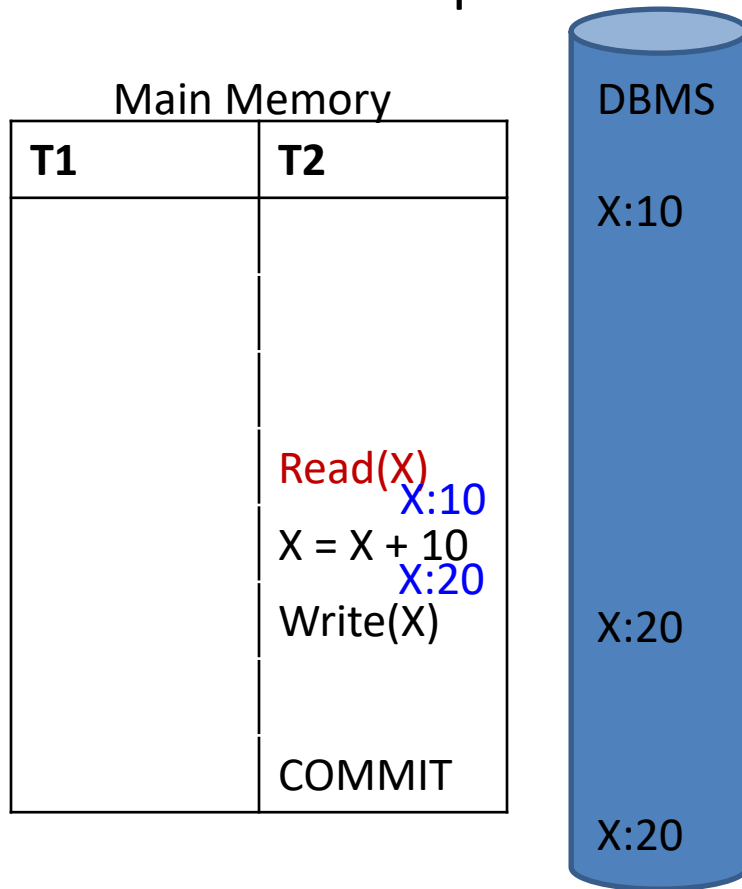 Main Memory
DBMS
T1 T2
X:10
Read(X)
X:10
X = X + 10
X:20
Write(X)
X:20
COMMIT
X:20